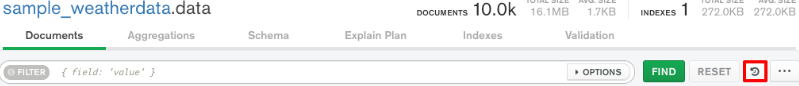 sample_weatherdata.data
DOCUMENTS 10.0k TOTAL SIZE 16.1MB AVG. SIZE 1.7KB INDEXES 1 TOTAL SIZE 272.0KB AVG. SIZE 272.0KB
Documents Aggregations Schema Explain Plan Indexes Validation
FILTER { field: 'value' } OPTIONS FIND RESET ...